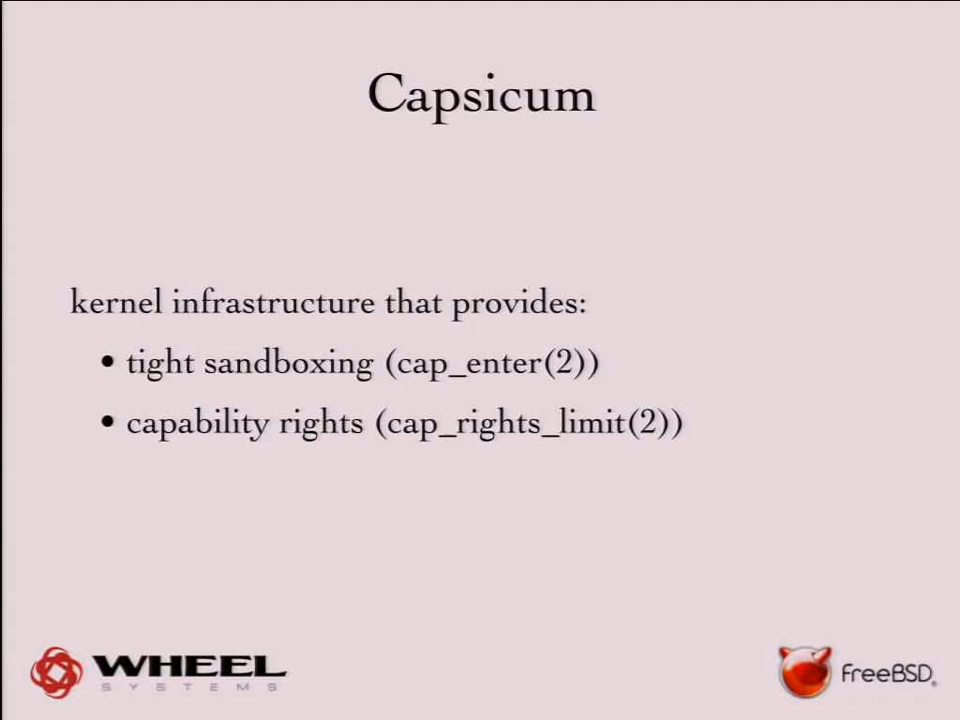 Capsicum
kernel infrastructure that provides:
• tight sandboxing (cap_enter(2))
• capability rights (cap_rights_limit(2))
WHEEL
SYSTEMS
FreeBSD®